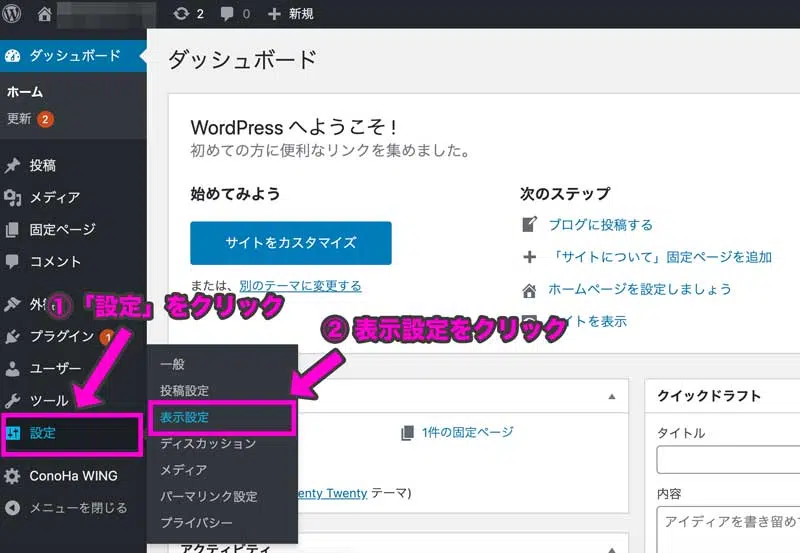 2 0 新規
ダッシュボード
ホーム
更新 2
投稿
メディア
固定ページ
コメント
外
プラグイン 1
ユーザー
ツール
設定
ConoHa WING
メニューを閉じる
① 「設定」をクリック
② 表示設定をクリック
一般
投稿設定
表示設定
ディスカッション
メディア
パーマリンク設定
プライバシー
ダッシュボード
WordPress へようこそ !
初めての方に便利なリンクを集めました。
始めてみよう
サイトをカスタマイズ
または、別のテーマに変更する
次のステップ
ブログに投稿する
「サイトについて」固定ページを追加
ホームページを設定しましょう
イトを表示
1件の固定ページ
enty Twenty テーマ)
アクティビティ
クイックドラフト
タイトル
内容
アイディアを書き留めて